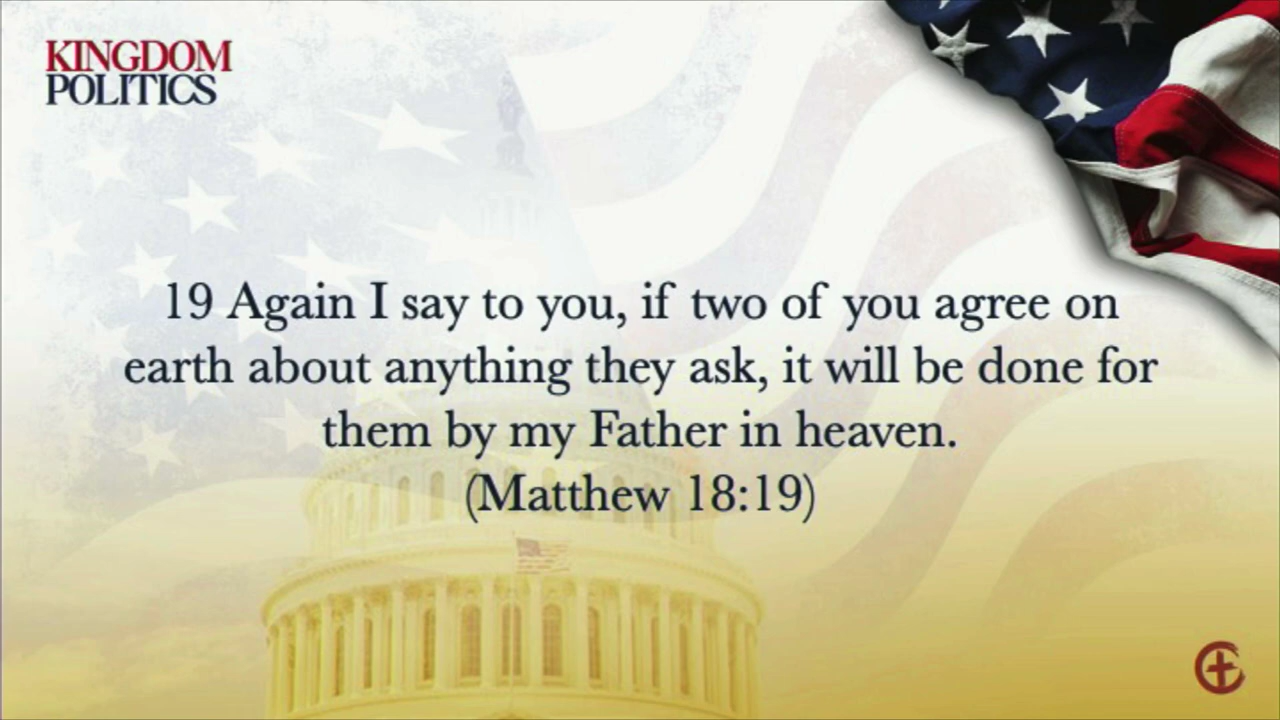 KINGDOM
POLITICS
19 Again I say to you, if two of you agree on
earth about anything they ask, it will be done for
them by my Father in heaven.
(Matthew 18:19)